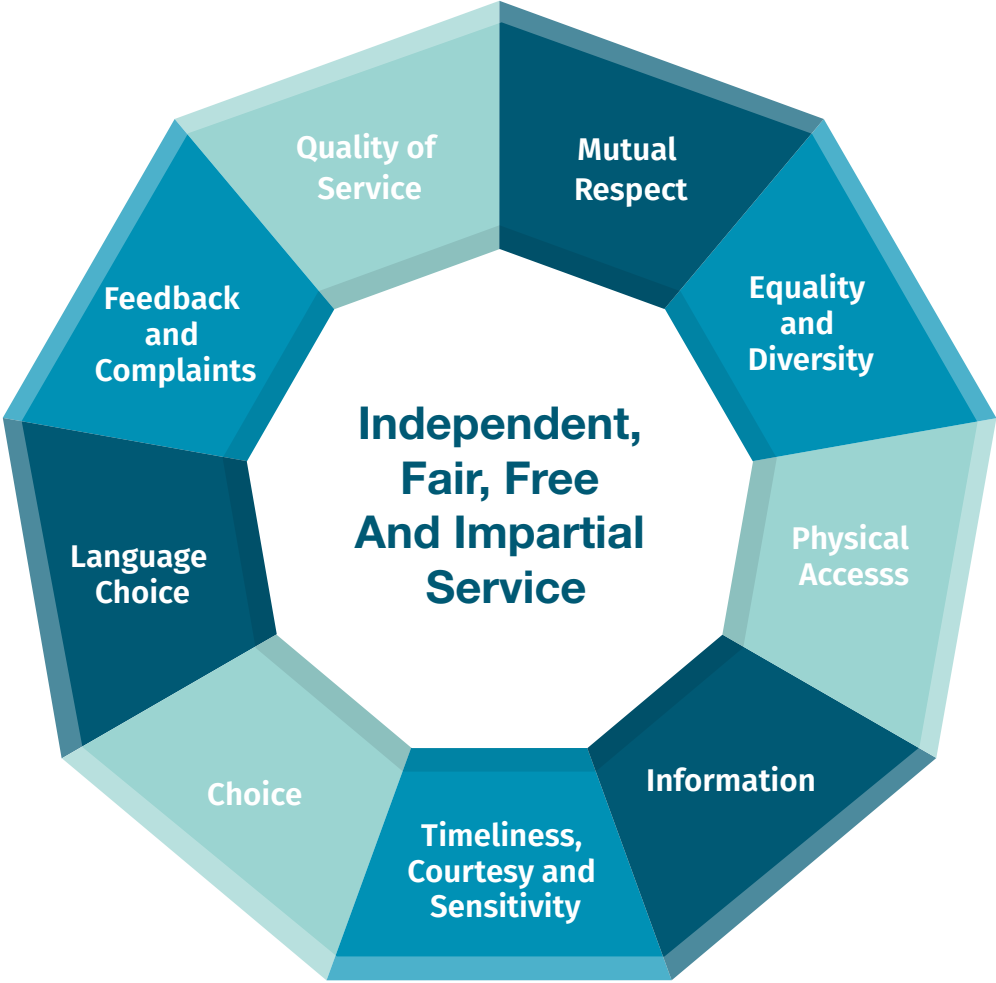 Quality of
Service
Mutual
Respect
Equality
and
Diversity
Physical
Accesss
Information
Timeliness,
Courtesy and
Sensitivity
Choice
Language
Choice
Feedback
and
Complaints
Independent,
Fair, Free
And Impartial
Service